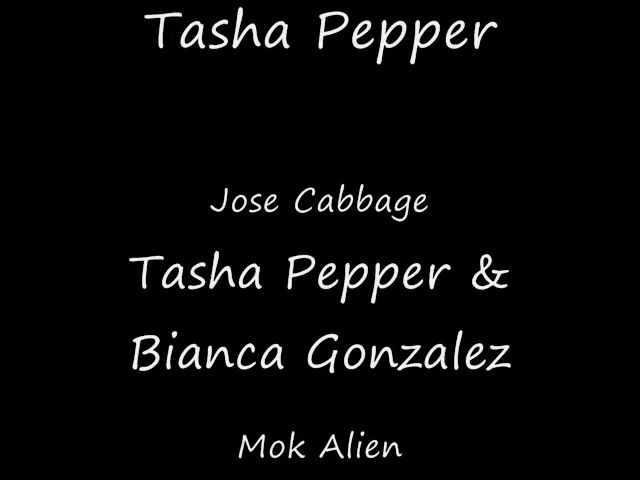 Tasha Pepper
Jose Cabbage
Tasha Pepper &
Bianca Gonzalez
Mok Alien